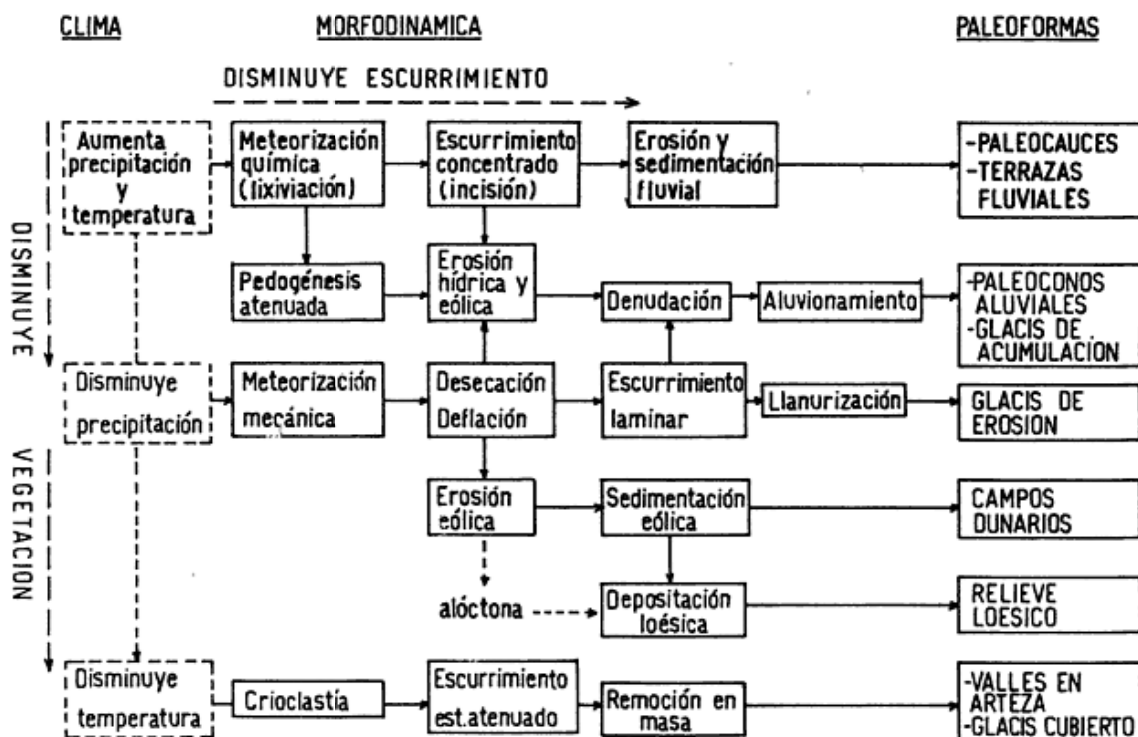 CLIMA
MORFODINAMICA
PALEOFORMAS
DISMINUYE ESCURRIMIENTO
DISMINUYE
VEGETACION
Aumenta
precipitación
y
temperatura
Meteorización
química
(lixiviación)
Escurrimiento
concentrado
(incisión)
Erosión y
sedimentación
fluvial
-PALEOCAUCES
-TERRAZAS
FLUVIALES
Pedogénesis
atenuada
Erosión
hídrica y
eólica
Denudación
Aluvionamiento
-PALEOCONOS
ALUVIALES
-GLACIS DE
ACUMULACION
Disminuye
precipitación
Meteorización
mecánica
Desecación
Deflación
Escurrimiento
laminar
Llanurización
GLACIS DE
EROSION
Erosión
eólica
Sedimentación
eólica
CAMPOS
DUNARIOS
alóctona
Depositación
loésica
RELIEVE
LOESICO
Disminuye
temperatura
Crioclastía
Escurrimiento
est.atenuado
Remoción en
masa
-VALLES EN
ARTEZA
-GLACIS CUBIERTO